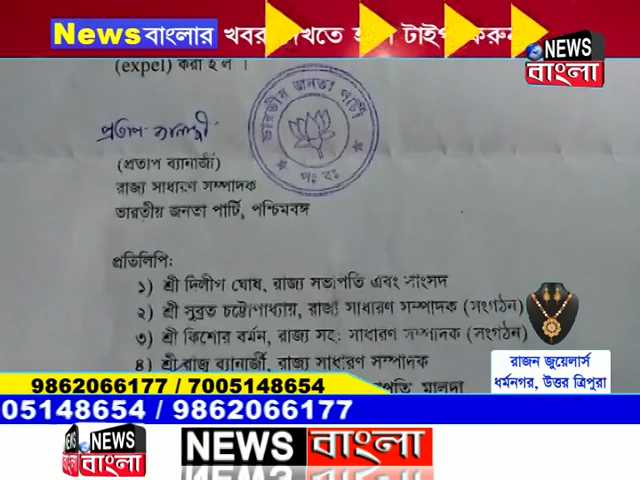 Newsবাংলার খবর দেখতে হলে টাইপ করুন
NEWS
বাংলা
(expel) করা হল ।
ভারতীয় জনতা পার্টি
পঃ বঃ
প্রতাপ ব্যানার্জী
(প্রতাপ ব্যানার্জী)
রাজ্য সাধারণ সম্পাদক
ভারতীয় জনতা পার্টি, পশ্চিমবঙ্গ
প্রতিলিপি:
১) শ্রী দিলীপ ঘোষ, রাজ্য সভাপতি এবং সাংসদ
২) শ্রী সুব্রত চট্টোপাধ্যায়, রাজ্য সাধারণ সম্পাদক (সংগঠন)
৩) শ্রী কিশোর বর্মন, রাজ্য সহঃ সাধারণ সম্পাদক (সংগঠন)
৪) শ্রী রাজু ব্যানার্জী, রাজ্য সাধারণ সম্পাদক
মালদা
রাজন জুয়েলার্স
ধর্মনগর, উত্তর ত্রিপুরা
9862066177 / 7005148654
05148654 / 9862066177
NEWS
বাংলা
NEWS বাংলা